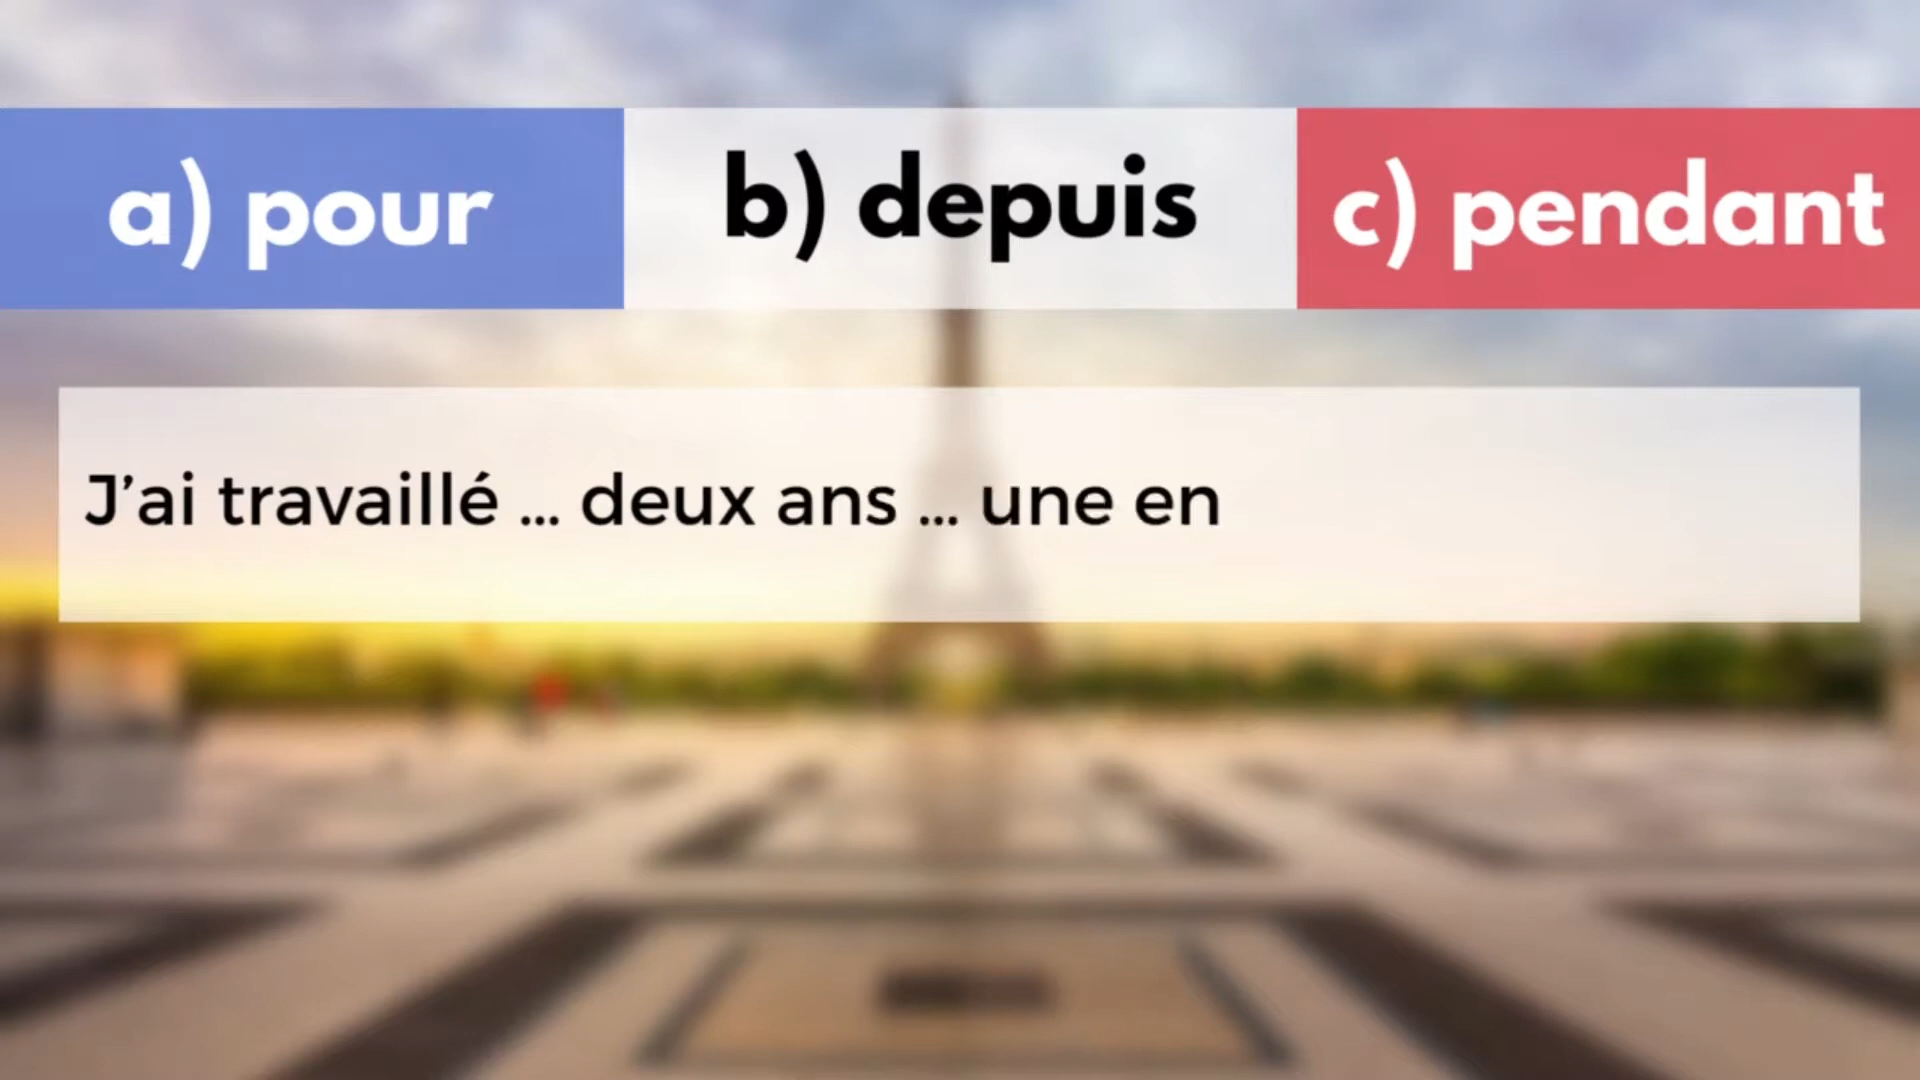 a) pour b) depuis c) pendant
J'ai travaillé ... deux ans ... une en